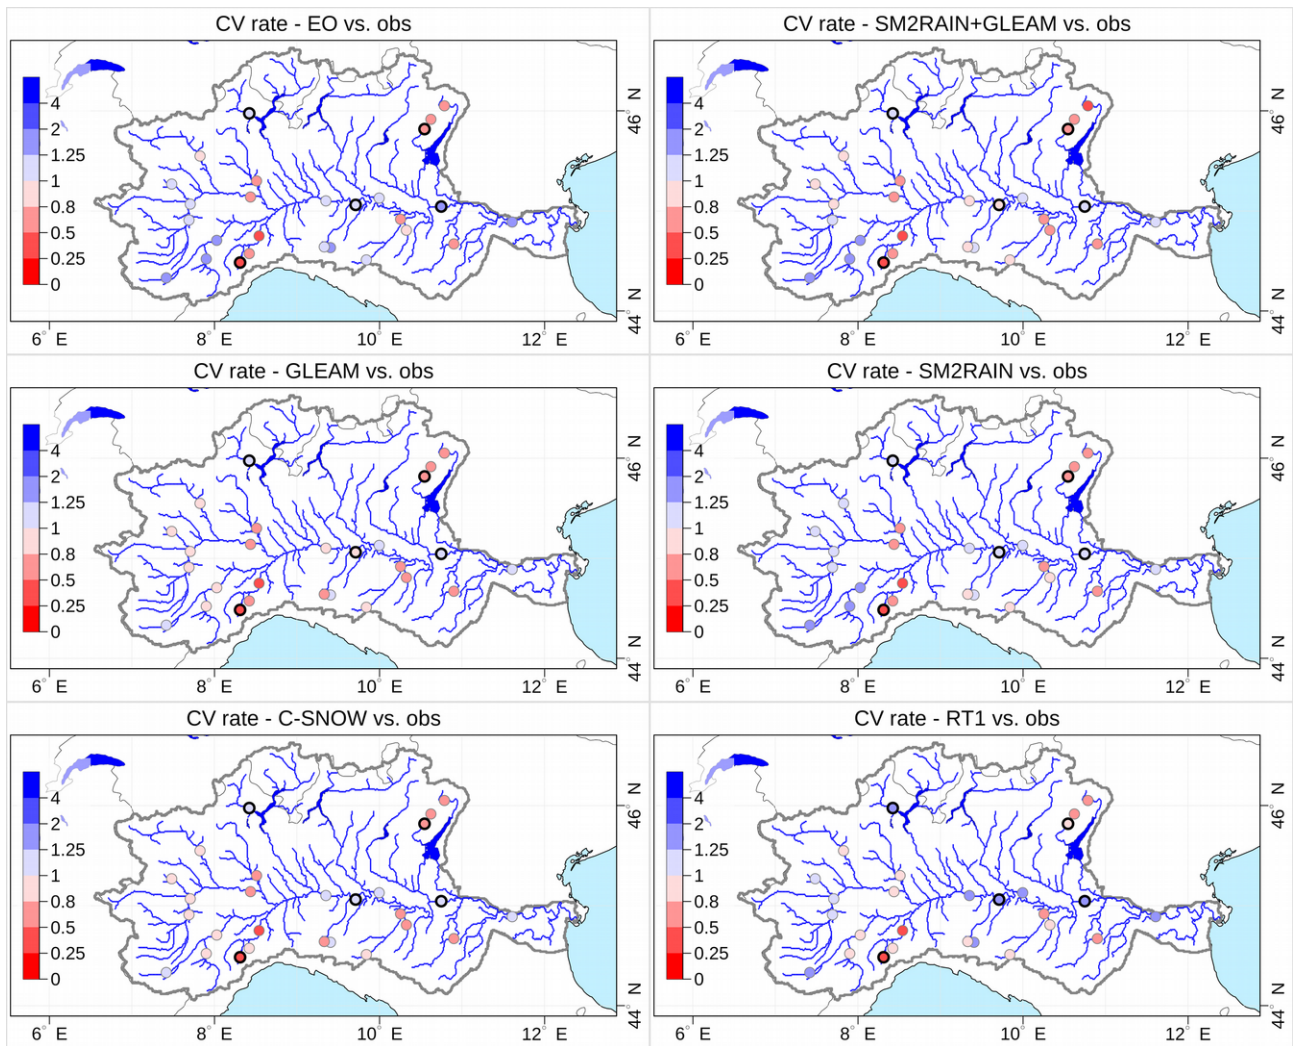 CV rate - EO vs. obs
4
2
1.25
1
0.8
0.5
0.25
0
46° N
44° N
6° E
8° E
10° E
12° E
CV rate - SM2RAIN+GLEAM vs. obs
4
2
1.25
1
0.8
0.5
0.25
0
46° N
44° N
6° E
8° E
10° E
12° E
CV rate - GLEAM vs. obs
4
2
1.25
1
0.8
0.5
0.25
0
46° N
44° N
6° E
8° E
10° E
12° E
CV rate - SM2RAIN vs. obs
4
2
1.25
1
0.8
0.5
0.25
0
46° N
44° N
6° E
8° E
10° E
12° E
CV rate - C-SNOW vs. obs
4
2
1.25
1
0.8
0.5
0.25
0
46° N
44° N
6° E
8° E
10° E
12° E
CV rate - RT1 vs. obs
4
2
1.25
1
0.8
0.5
0.25
0
46° N
44° N
6° E
8° E
10° E
12° E